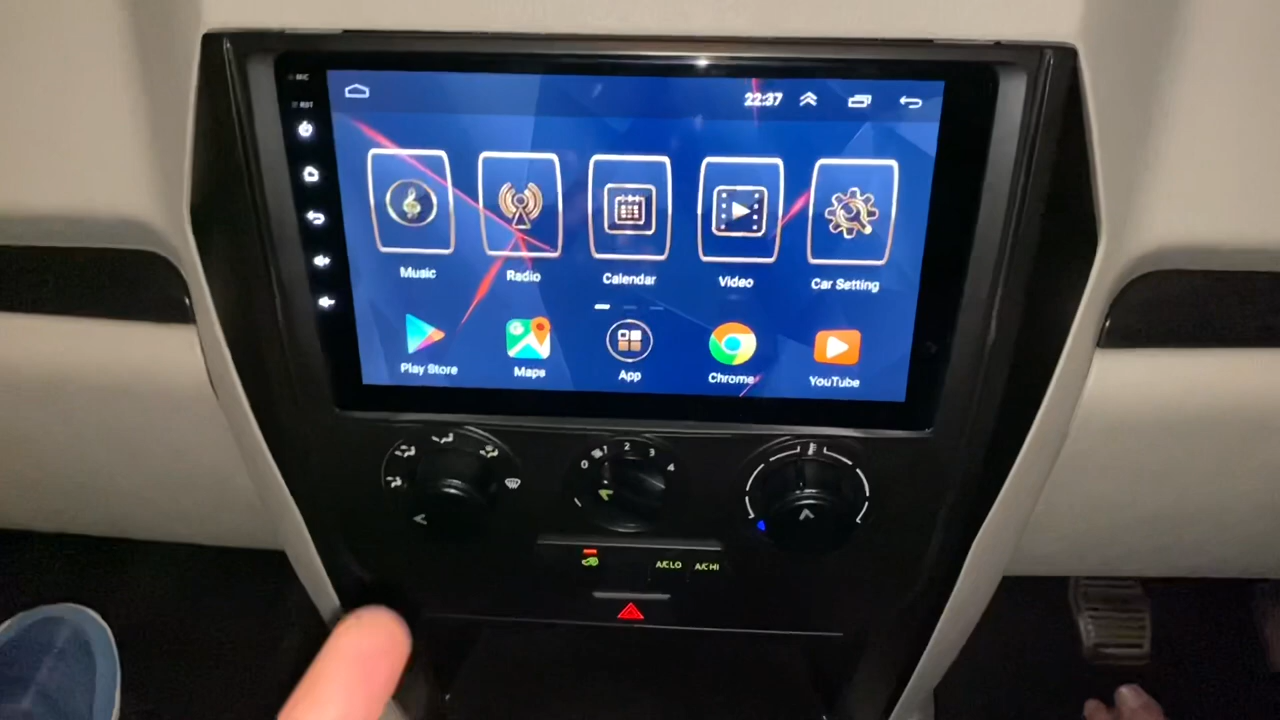 MIC
22:37
RST
Music
Radio
Calendar
Video
Car Setting
Play Store
Maps
App
Chrome
YouTube
0 1 2 3 4
A/C LO A/C HI